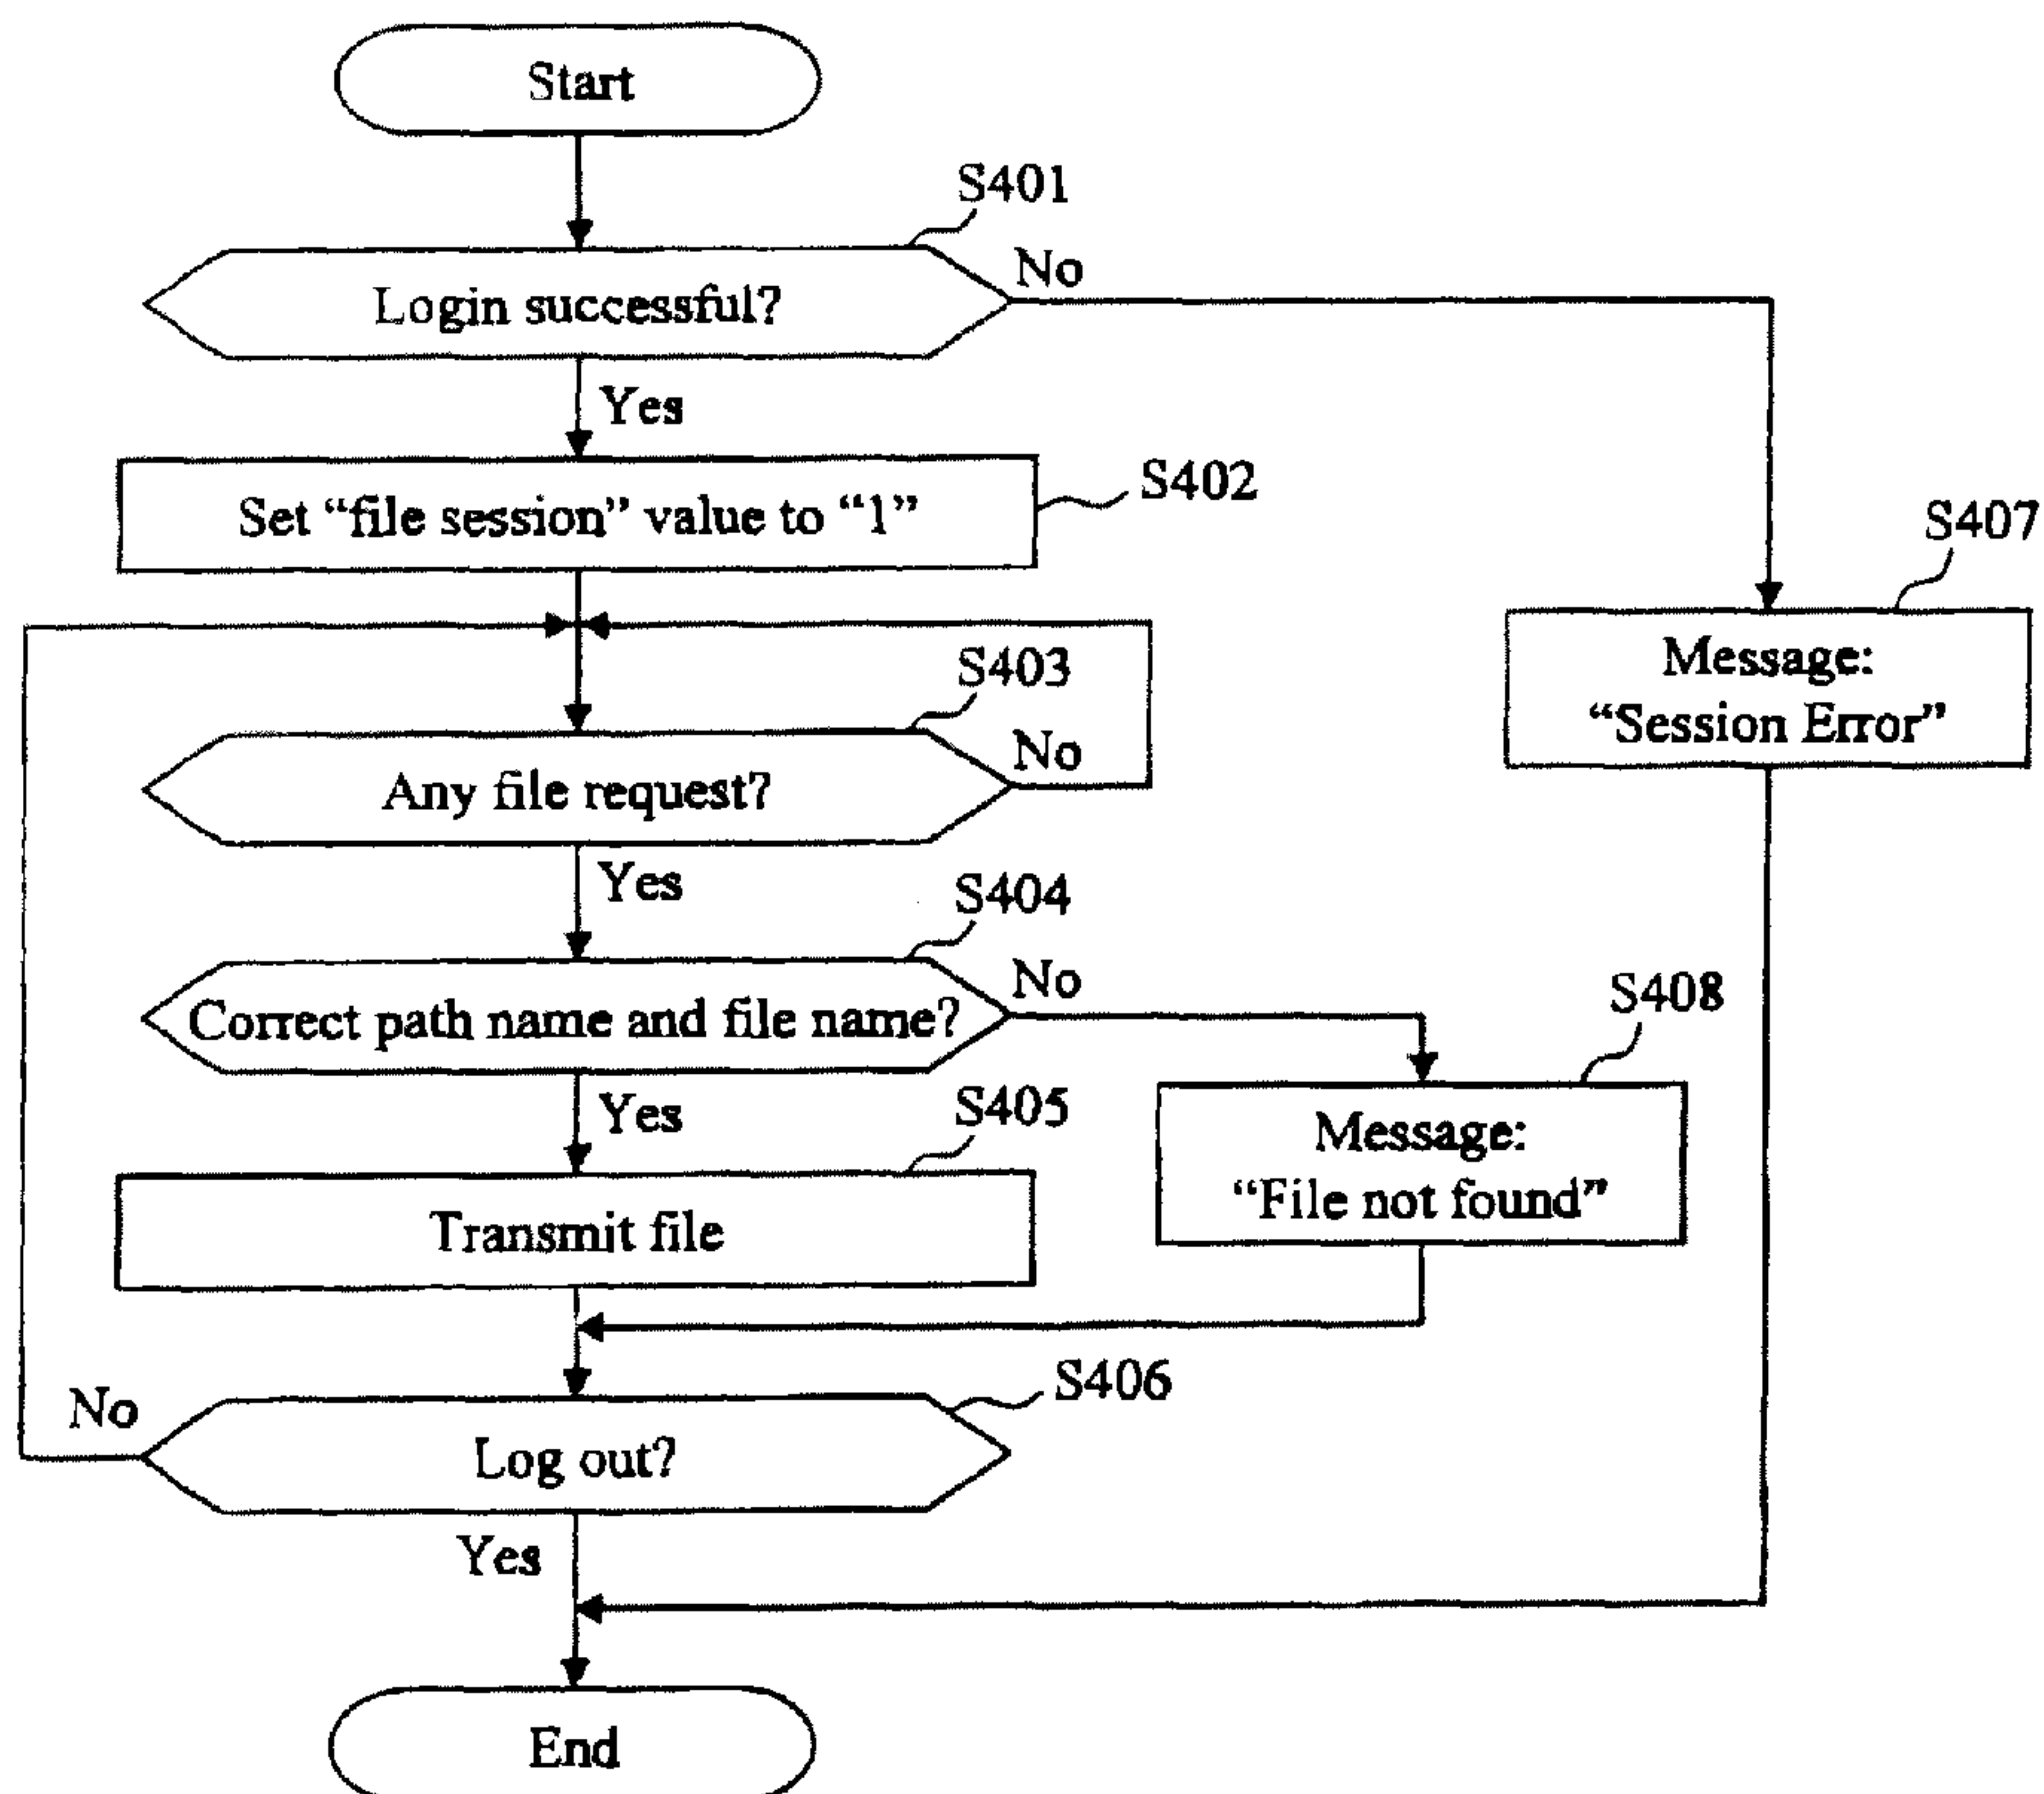 Start
S401
No
Login successful?
Yes
S402
Set “file session” value to “1”
S407
Message:
“Session Error”
S403
No
Any file request?
Yes
S404
No
Correct path name and file name?
S408
Yes
S405
Message:
“File not found”
Transmit file
S406
No
Log out?
Yes
End